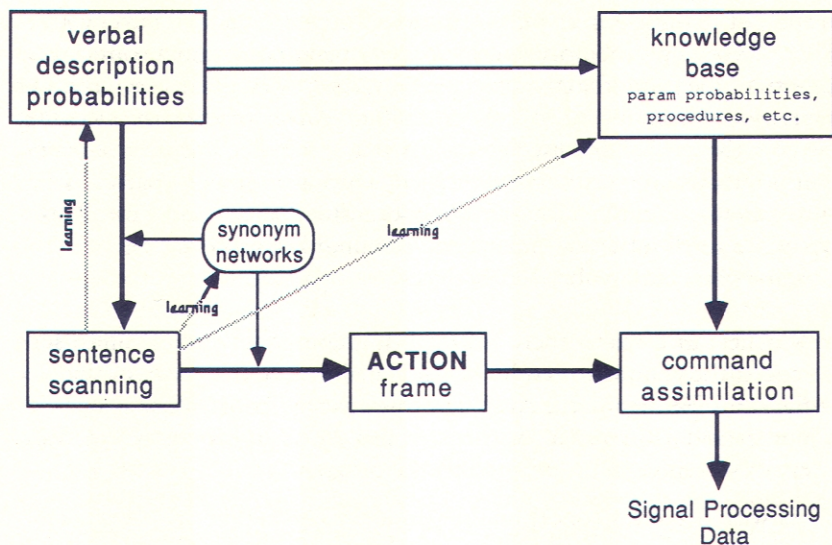 verbal
description
probabilities
knowledge
base
param probabilities,
procedures, etc.
learning
learning
synonym
networks
learning
sentence
scanning
ACTION
frame
command
assimilation
Signal Processing
Data